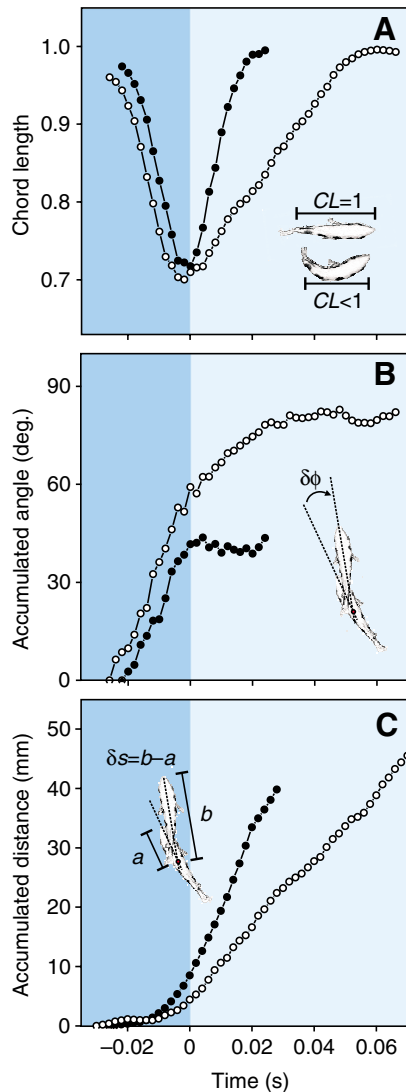 A
Chord length
1.0
0.9
0.8
0.7
CL=1
CL<1
B
Accumulated angle (deg.)
90
60
30
0
δϕ
C
Accumulated distance (mm)
50
40
30
20
10
0
δs=b–a
b
a
–0.02 0 0.02 0.04 0.06
Time (s)